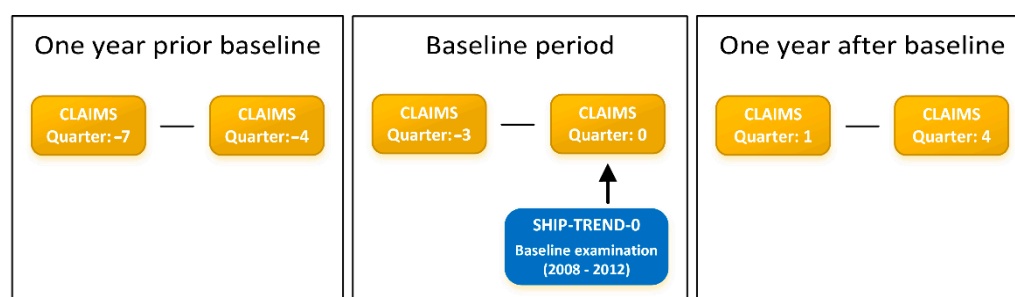 One year prior baseline
CLAIMS
Quarter: –7
CLAIMS
Quarter: –4
Baseline period
CLAIMS
Quarter: –3
CLAIMS
Quarter: 0
SHIP-TREND-0
Baseline examination
(2008 - 2012)
One year after baseline
CLAIMS
Quarter: 1
CLAIMS
Quarter: 4